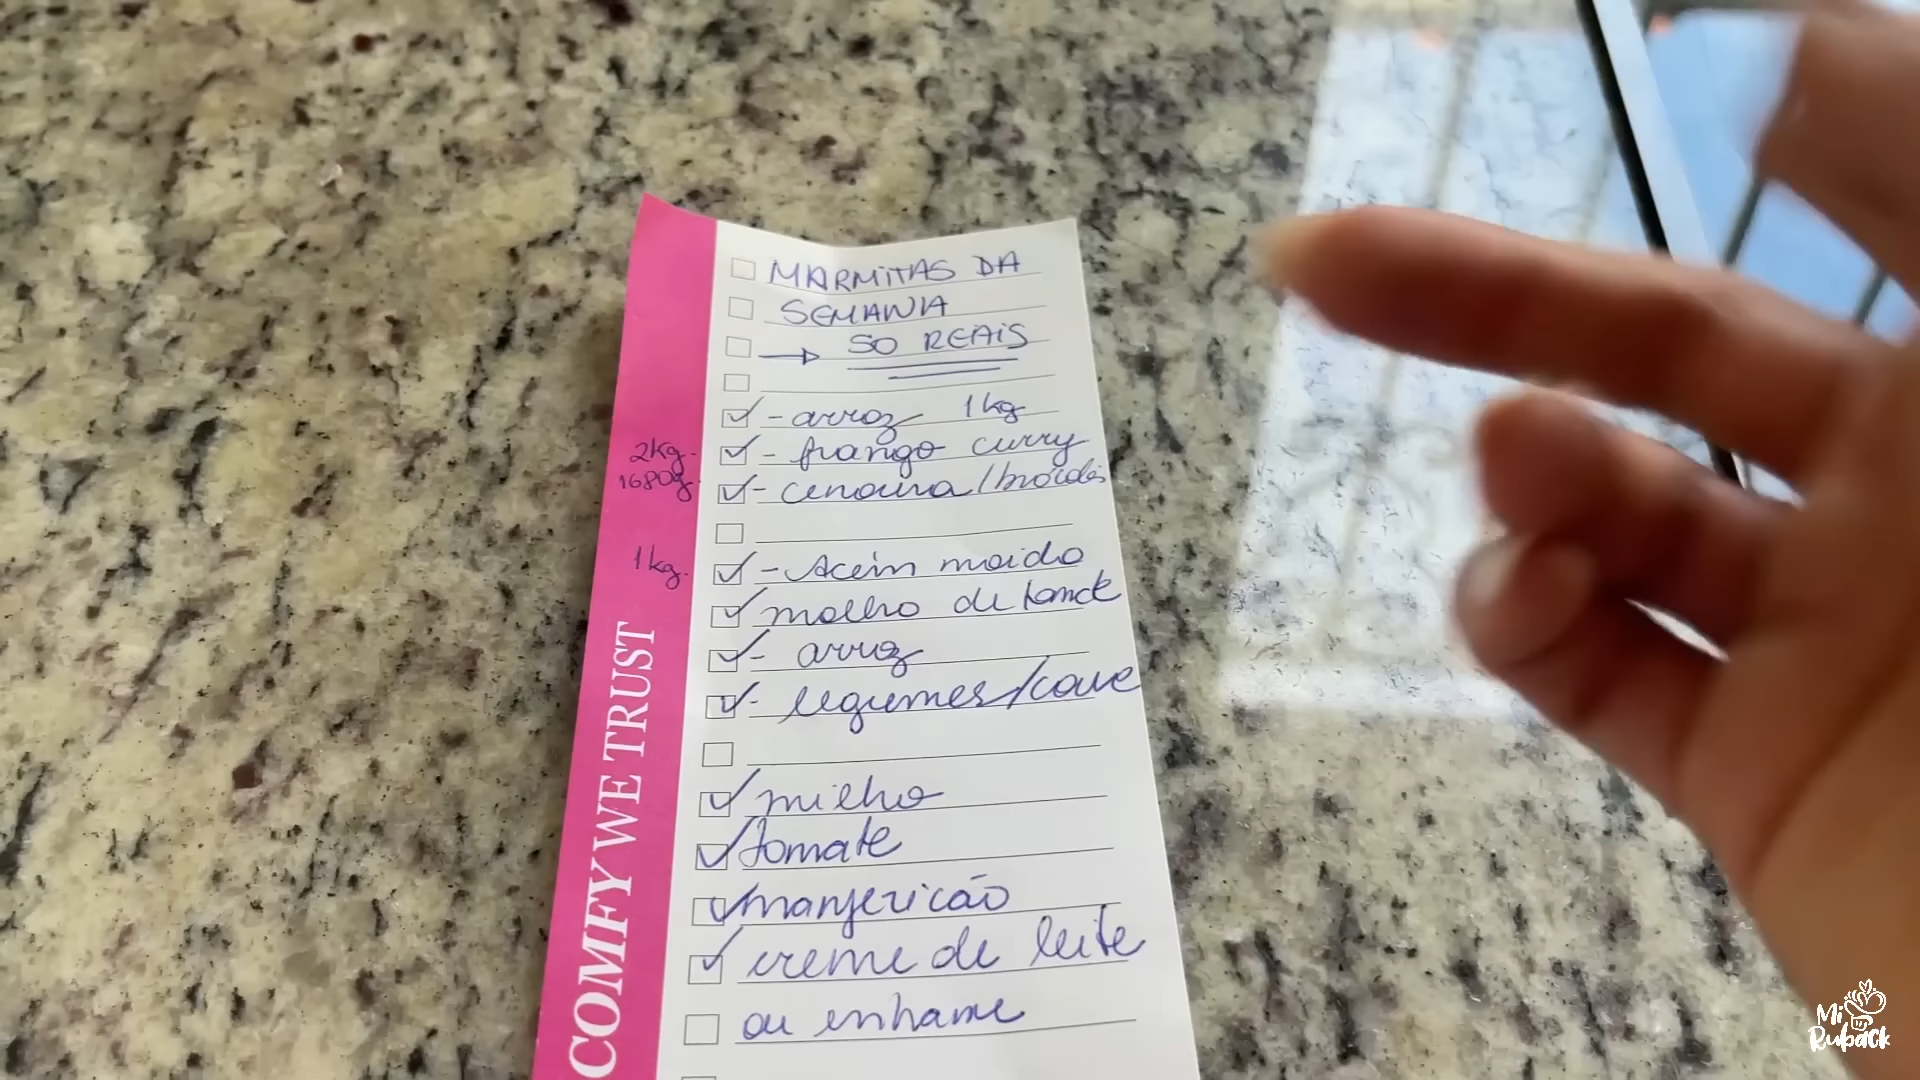 MARMITAS DA
SEMANA
→ 50 REAIS
- arroz 1kg
2kg. - frango curry
1680g. - cenoura/brócolis
1kg. - Acém moido
molho de tomate
- arroz
- legumes/couve
milho
tomate
manjericão
creme de leite
ou inhame
COMFY WE TRUST
Mi
Ruback